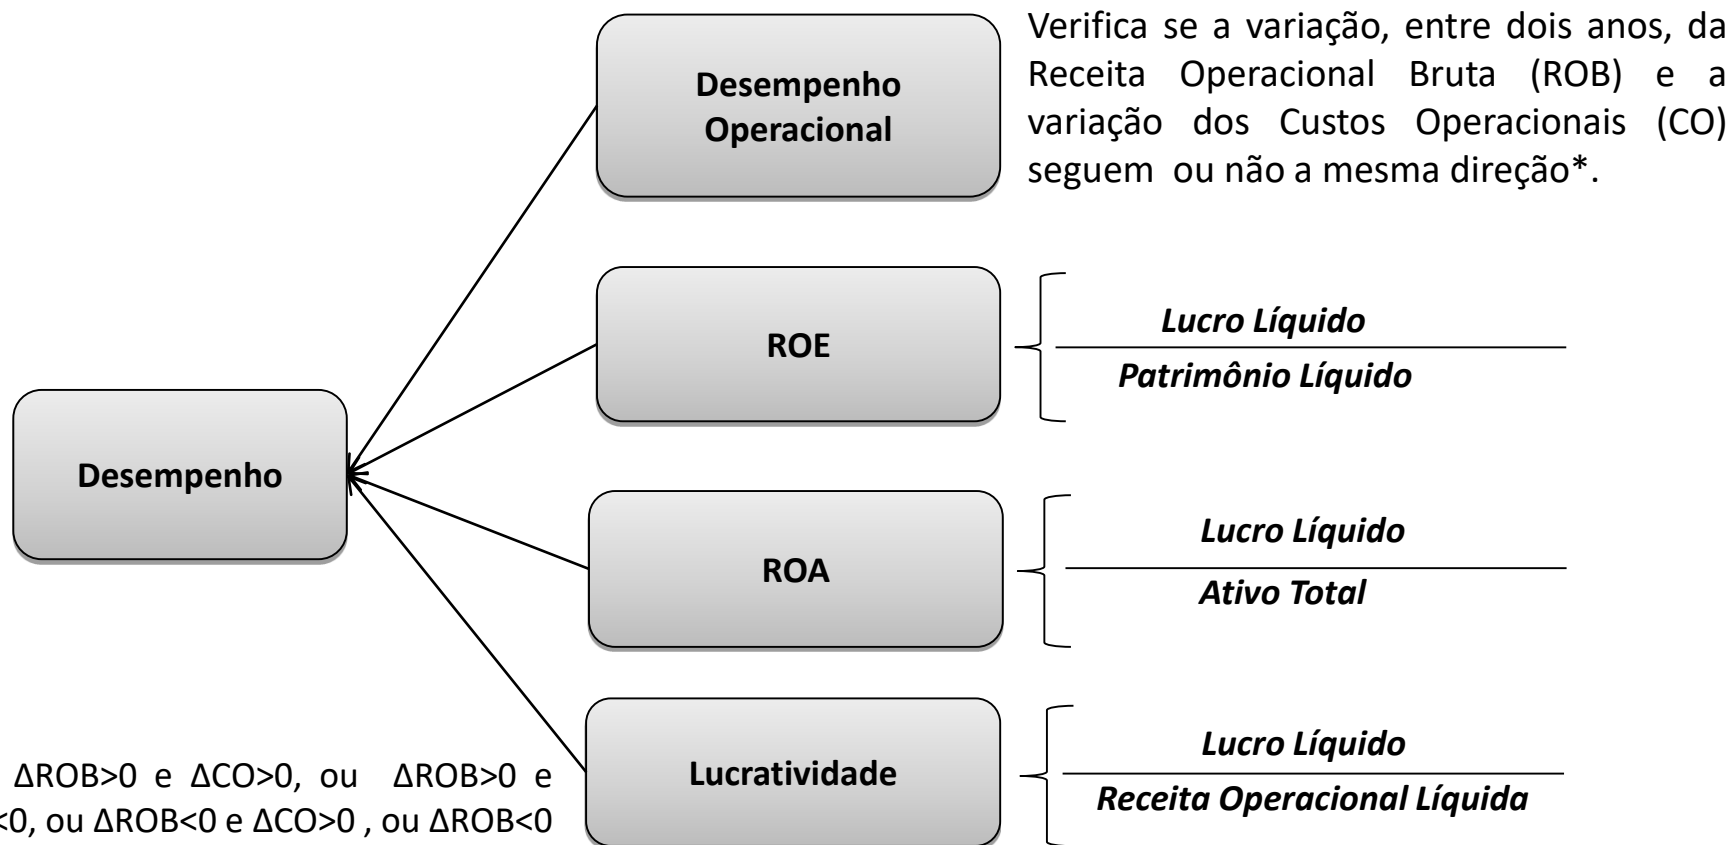 Verifica se a variação, entre dois anos, da
Receita Operacional Bruta (ROB) e a
variação dos Custos Operacionais (CO)
seguem ou não a mesma direção*.
Desempenho
Operacional
ROE
Lucro Líquido
Patrimônio Líquido
Desempenho
ROA
Lucro Líquido
Ativo Total
Lucratividade
Lucro Líquido
Receita Operacional Líquida
ΔROB>0 e ΔCO>0, ou ΔROB>0 e
<0, ou ΔROB<0 e ΔCO>0 , ou ΔROB<0